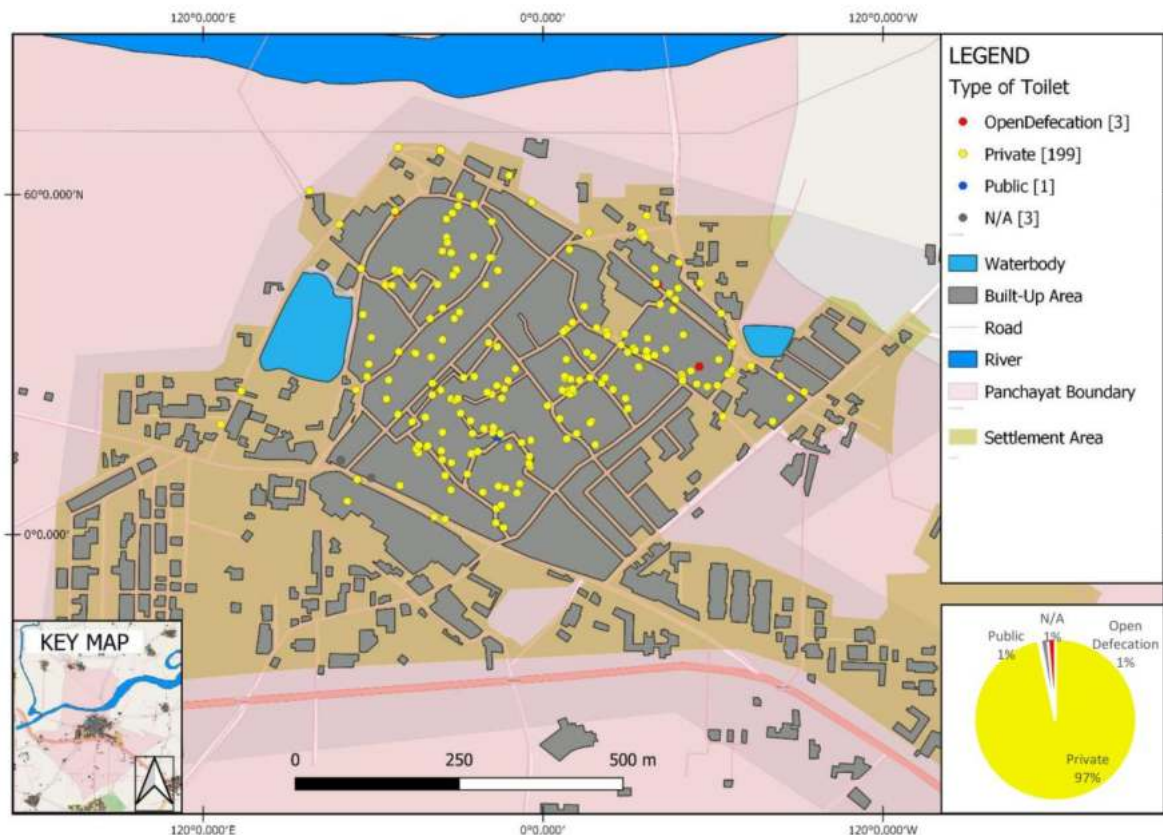 120°0.000'E
0°0.000'
120°0.000'W
60°0.000'N
0°0.000'
LEGEND
Type of Toilet
OpenDefecation [3]
Private [199]
Public [1]
N/A [3]
Waterbody
Built-Up Area
Road
River
Panchayat Boundary
Settlement Area
KEY MAP
0
250
500 m
120°0.000'E
0°0.000'
120°0.000'W
N/A
1%
Public
1%
Open
Defecation
1%
Private
97%